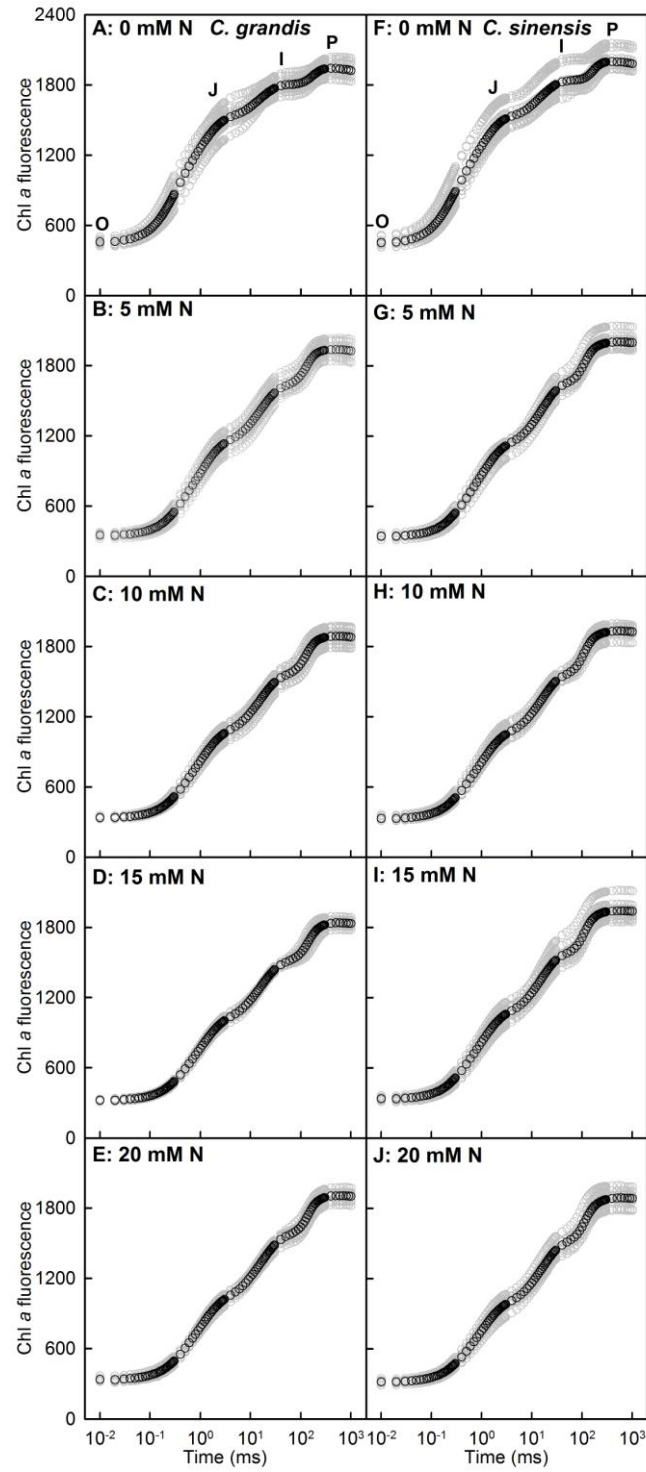 A: 0 mM N C. grandis
F: 0 mM N C. sinensis
O J I P
O J I P
Chl a fluorescence
2400
1800
1200
600
0
B: 5 mM N
G: 5 mM N
Chl a fluorescence
1800
1200
600
0
C: 10 mM N
H: 10 mM N
Chl a fluorescence
1800
1200
600
0
D: 15 mM N
I: 15 mM N
Chl a fluorescence
1800
1200
600
0
E: 20 mM N
J: 20 mM N
Chl a fluorescence
1800
1200
600
0
10⁻² 10⁻¹ 10⁰ 10¹ 10² 10³ 10⁻² 10⁻¹ 10⁰ 10¹ 10² 10³
Time (ms) Time (ms)